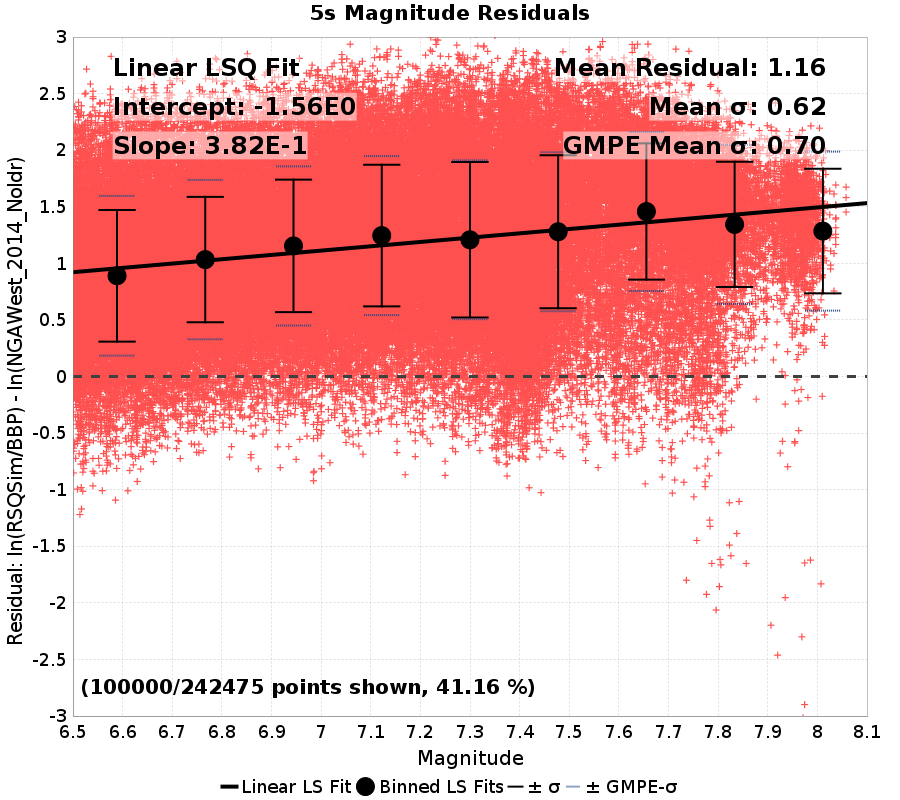 5s Magnitude Residuals
Linear LSQ Fit
Intercept: -1.56E0
Slope: 3.82E-1
Mean Residual: 1.16
Mean σ: 0.62
GMPE Mean σ: 0.70
Residual: ln(RSQSim/BBP) - ln(NGAWest_2014_NoIdr)
3
2.5
2
1.5
1
0.5
0
-0.5
-1
-1.5
-2
-2.5
-3
(100000/242475 points shown, 41.16 %)
6.5 6.6 6.7 6.8 6.9 7 7.1 7.2 7.3 7.4 7.5 7.6 7.7 7.8 7.9 8 8.1
Magnitude
Linear LS Fit Binned LS Fits ± σ ± GMPE-σ